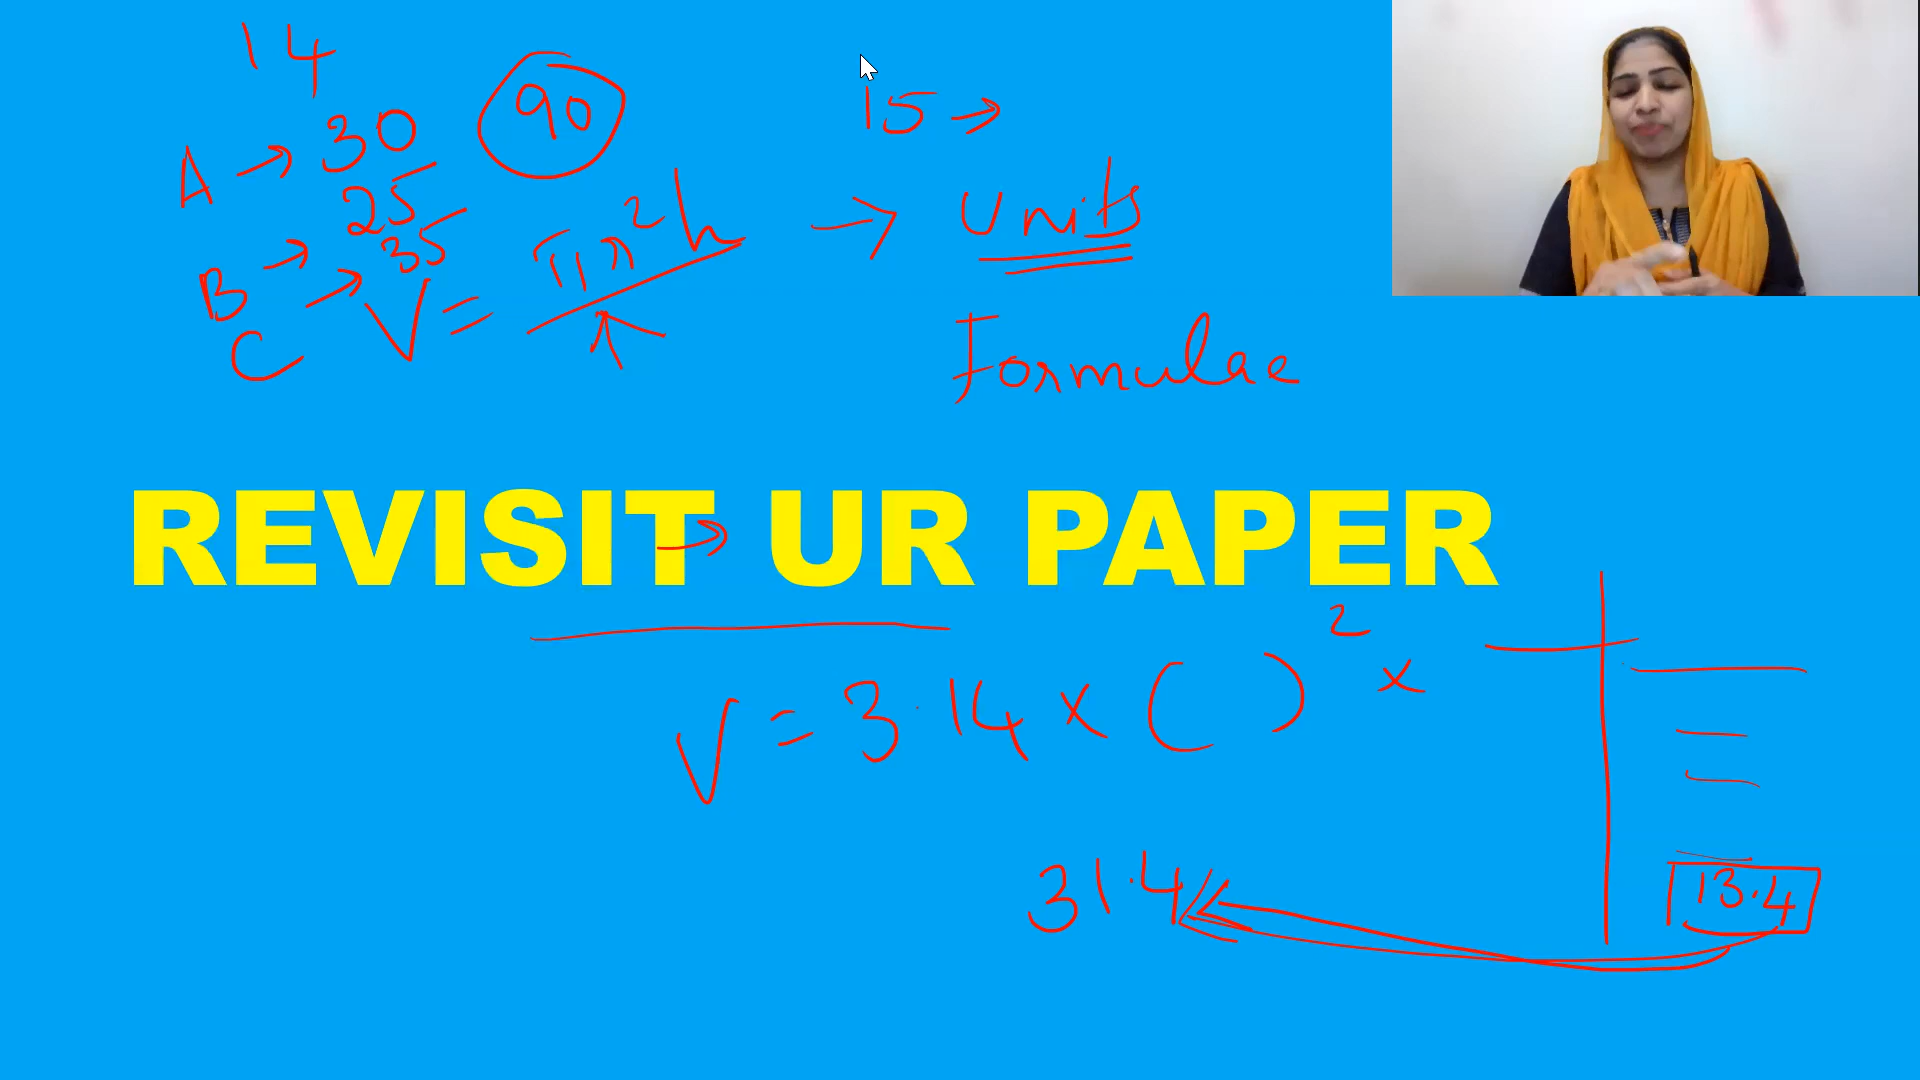 14
A → 30
90
15 →
25
B → 35
C → V = πr²h
→ Units
Formulae
REVISIT UR PAPER
→
V = 3.14 × ( )² ×
31.4
13.4